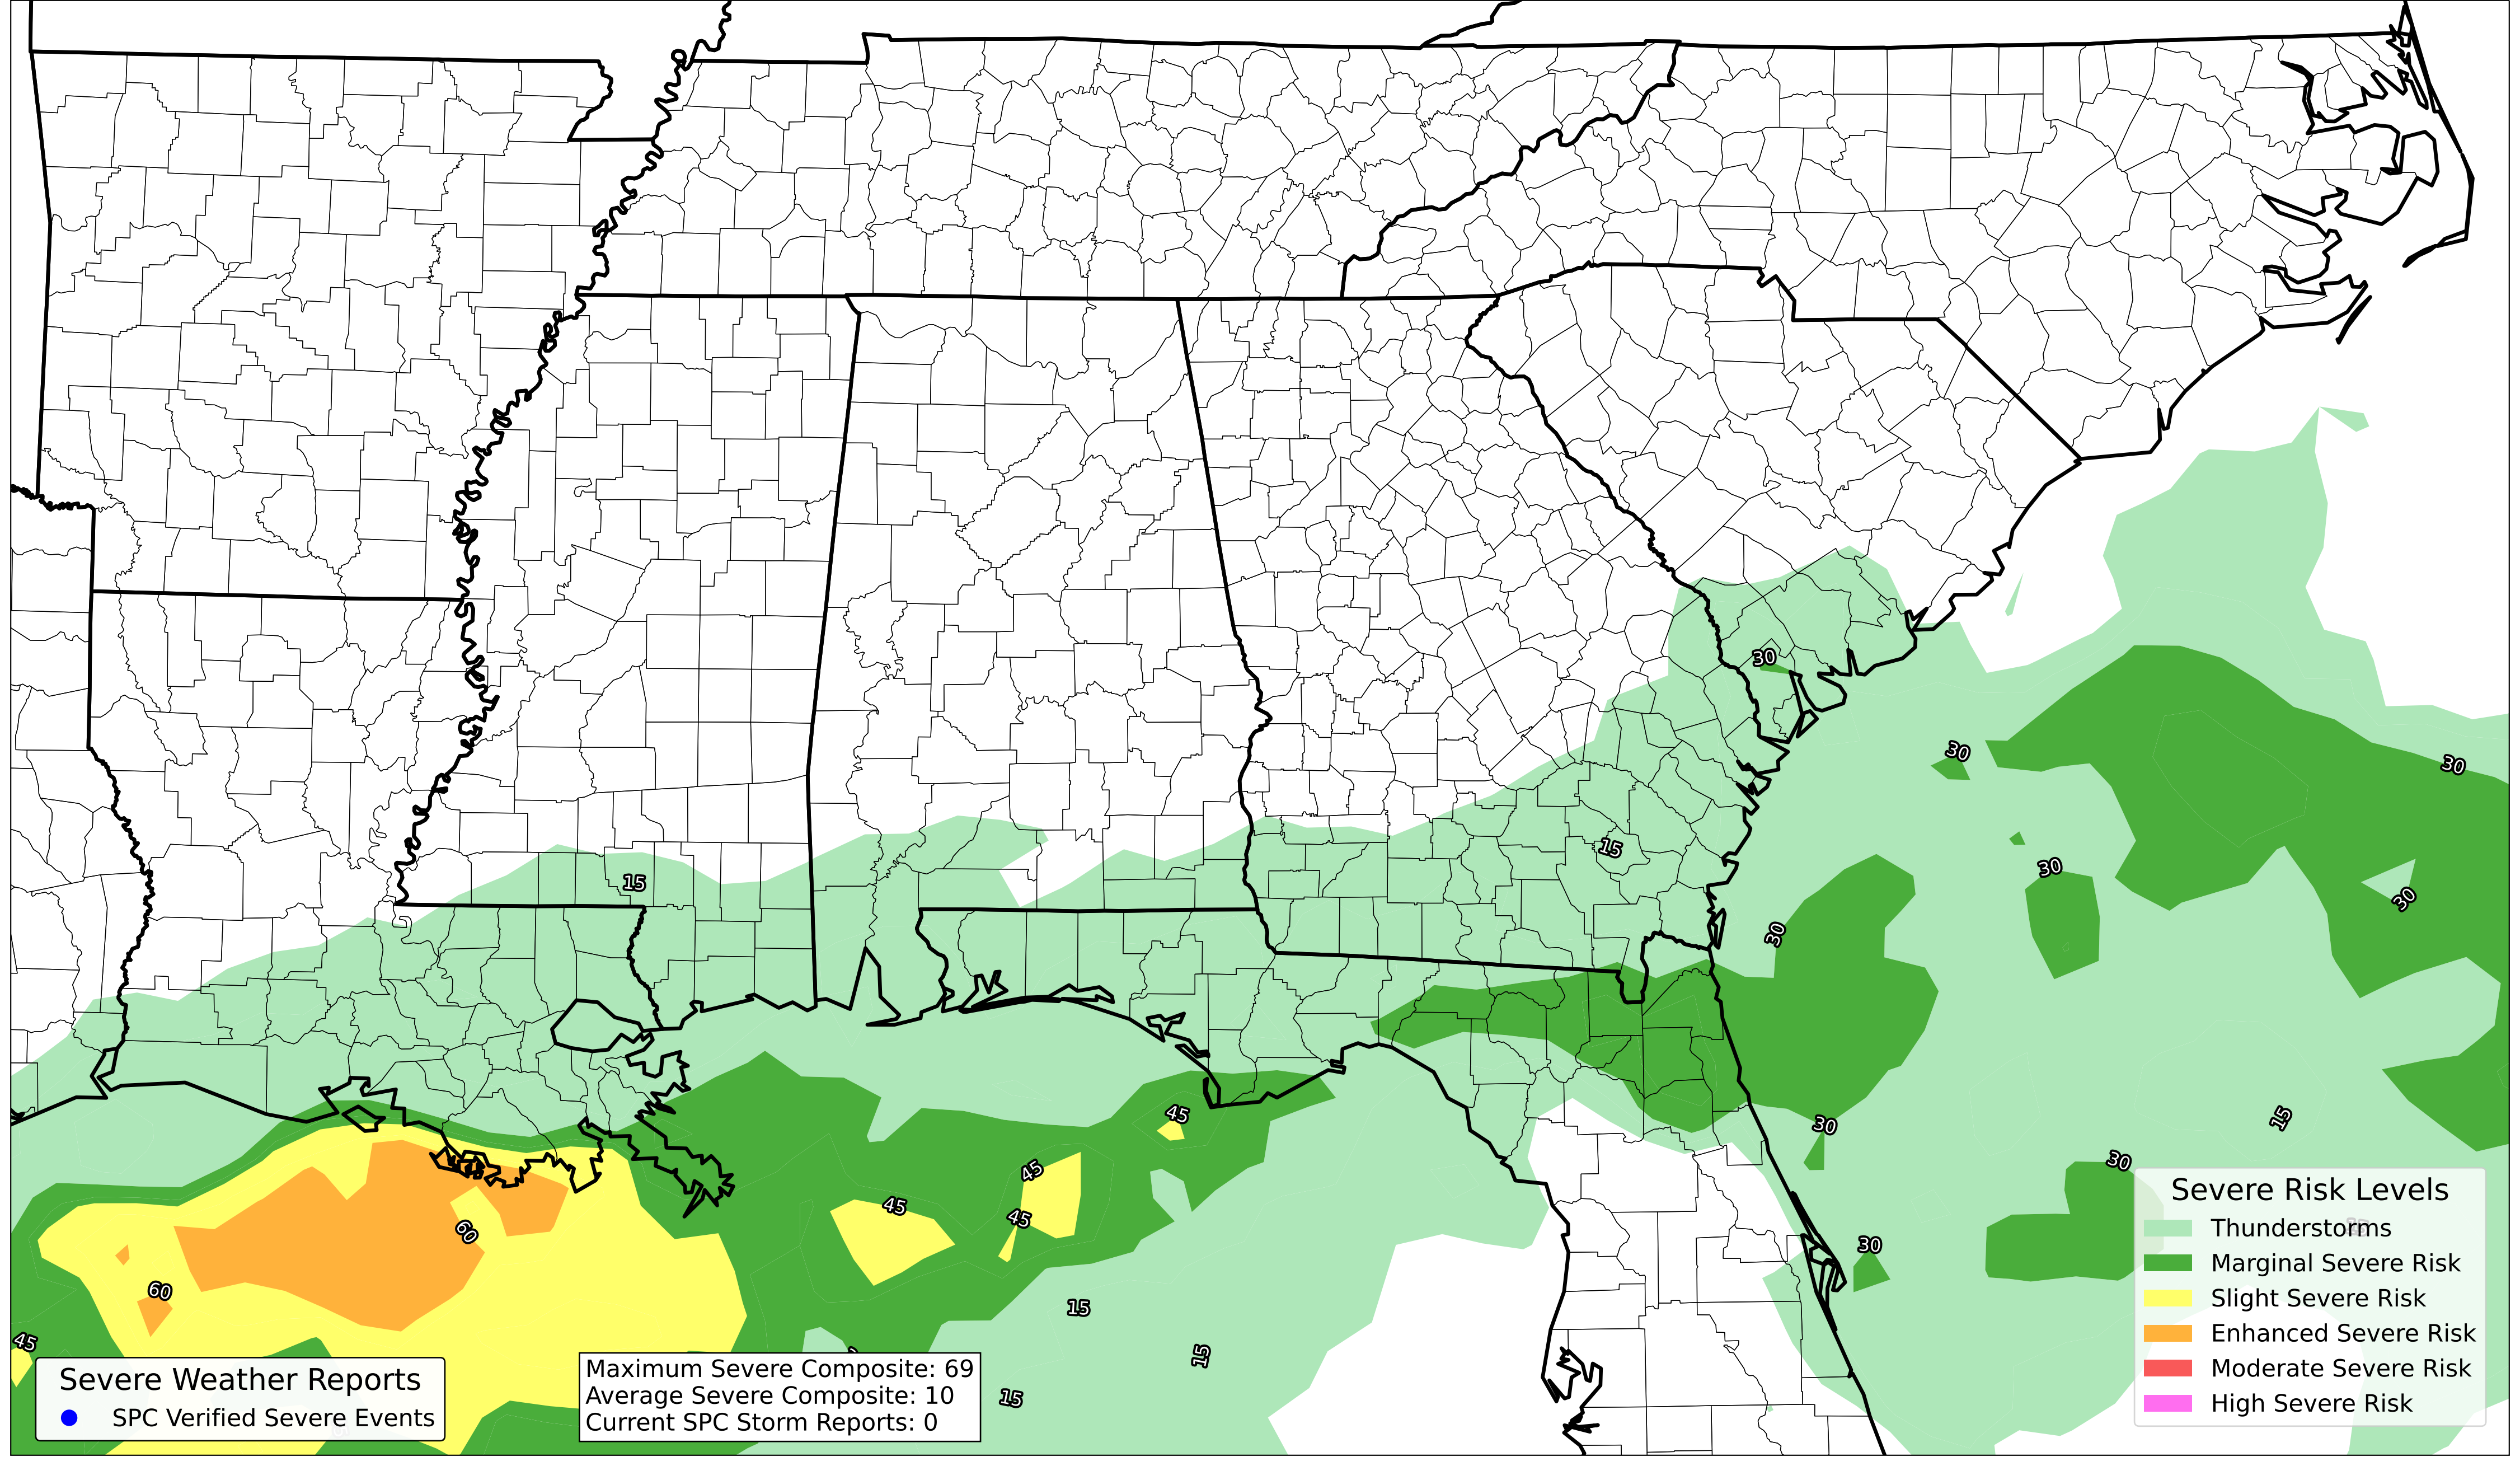 30
30
30
15
30
15
30
30
30
45
15
45
30
45
45
60
30
60
15
45
15
Severe Risk Levels
Thunderstorms
Marginal Severe Risk
Slight Severe Risk
Enhanced Severe Risk
Moderate Severe Risk
High Severe Risk
Severe Weather Reports
SPC Verified Severe Events
Maximum Severe Composite: 69
Average Severe Composite: 10
Current SPC Storm Reports: 0
15